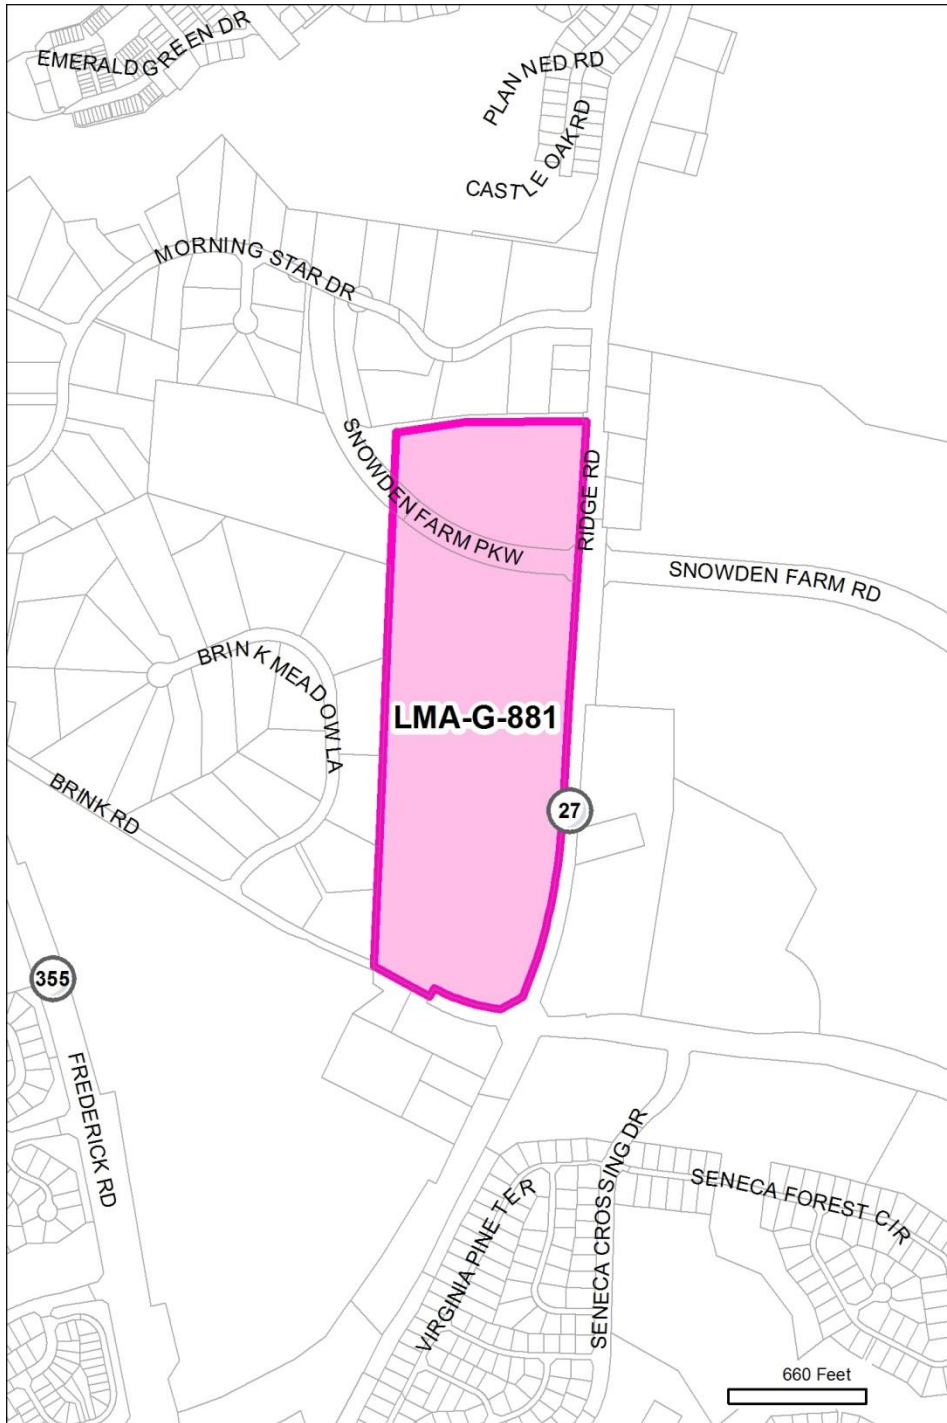 EMERALD GREEN DR
PLANNED RD
CASTLE OAK RD
MORNING STAR DR
SNOWDEN FARM PKW
RIDGE RD
SNOWDEN FARM RD
BRINK MEADOW LA
LMA-G-881
BRINK RD
27
355
FREDERICK RD
VIRGINIA PINE TER
SENECA CROSSING DR
SENECA FOREST CIR
660 Feet